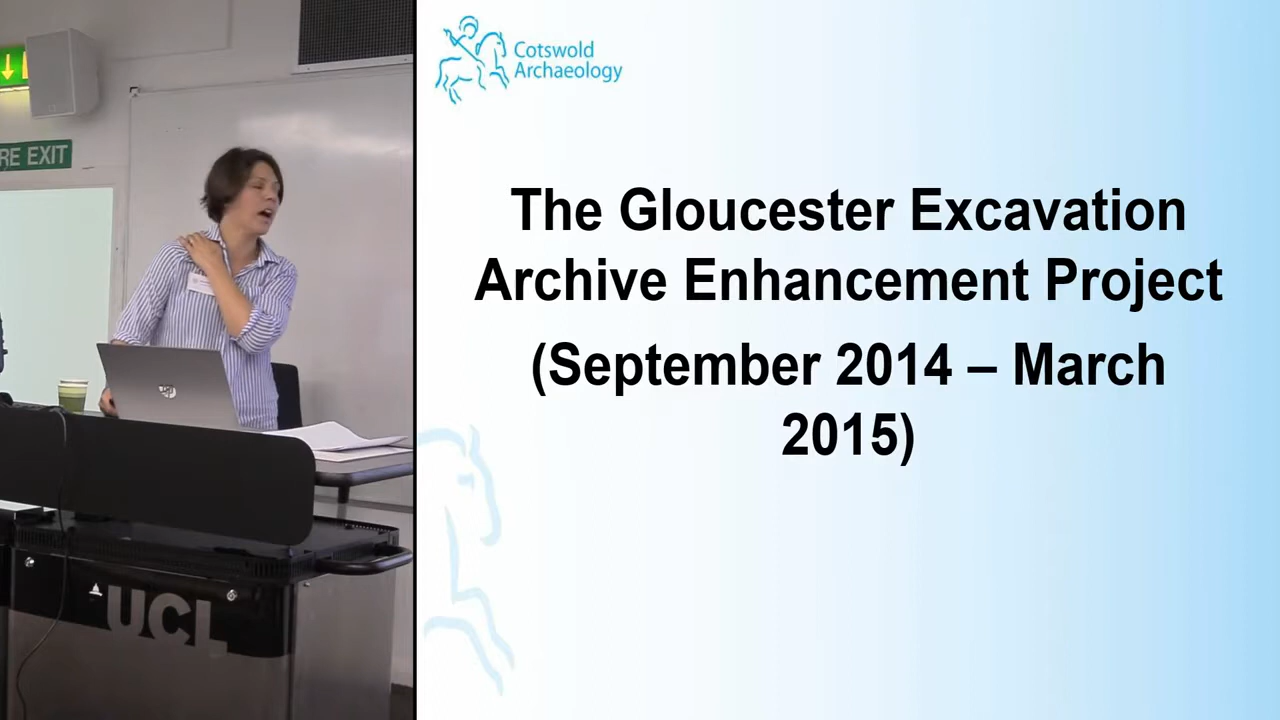 RE EXIT
UCL
Cotswold
Archaeology
The Gloucester Excavation
Archive Enhancement Project
(September 2014 – March
2015)